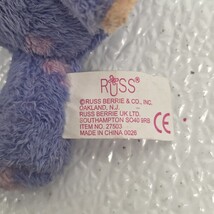 RUSS®
©RUSS BERRIE & CO., INC.
OAKLAND, N.J.
RUSS BERRIE UK LTD.
SOUTHAMPTON SO40 9RB
ITEM NO. 27503
MADE IN CHINA 0026
CE